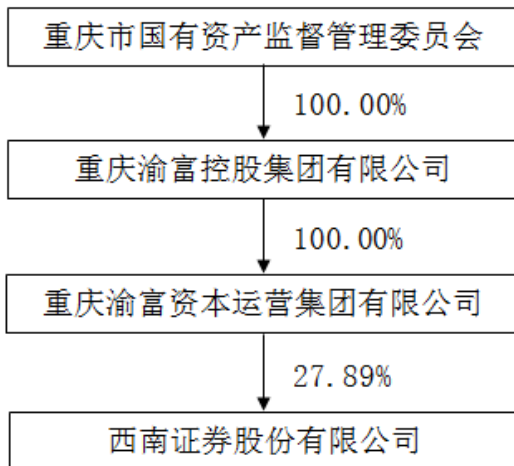 重庆市国有资产监督管理委员会
100.00%
重庆渝富控股集团有限公司
100.00%
重庆渝富资本运营集团有限公司
27.89%
西南证券股份有限公司